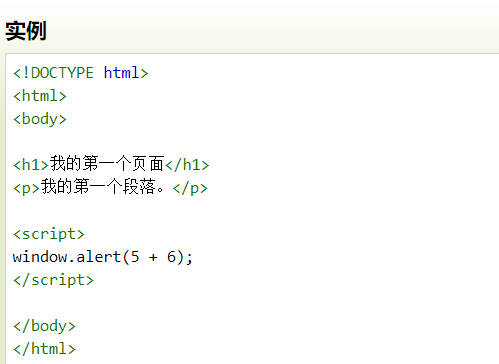 实例
<!DOCTYPE html>
<html>
<body>
<h1>我的第一个页面</h1>
<p>我的第一个段落。</p>
<script>
window.alert(5 + 6);
</script>
</body>
</html>